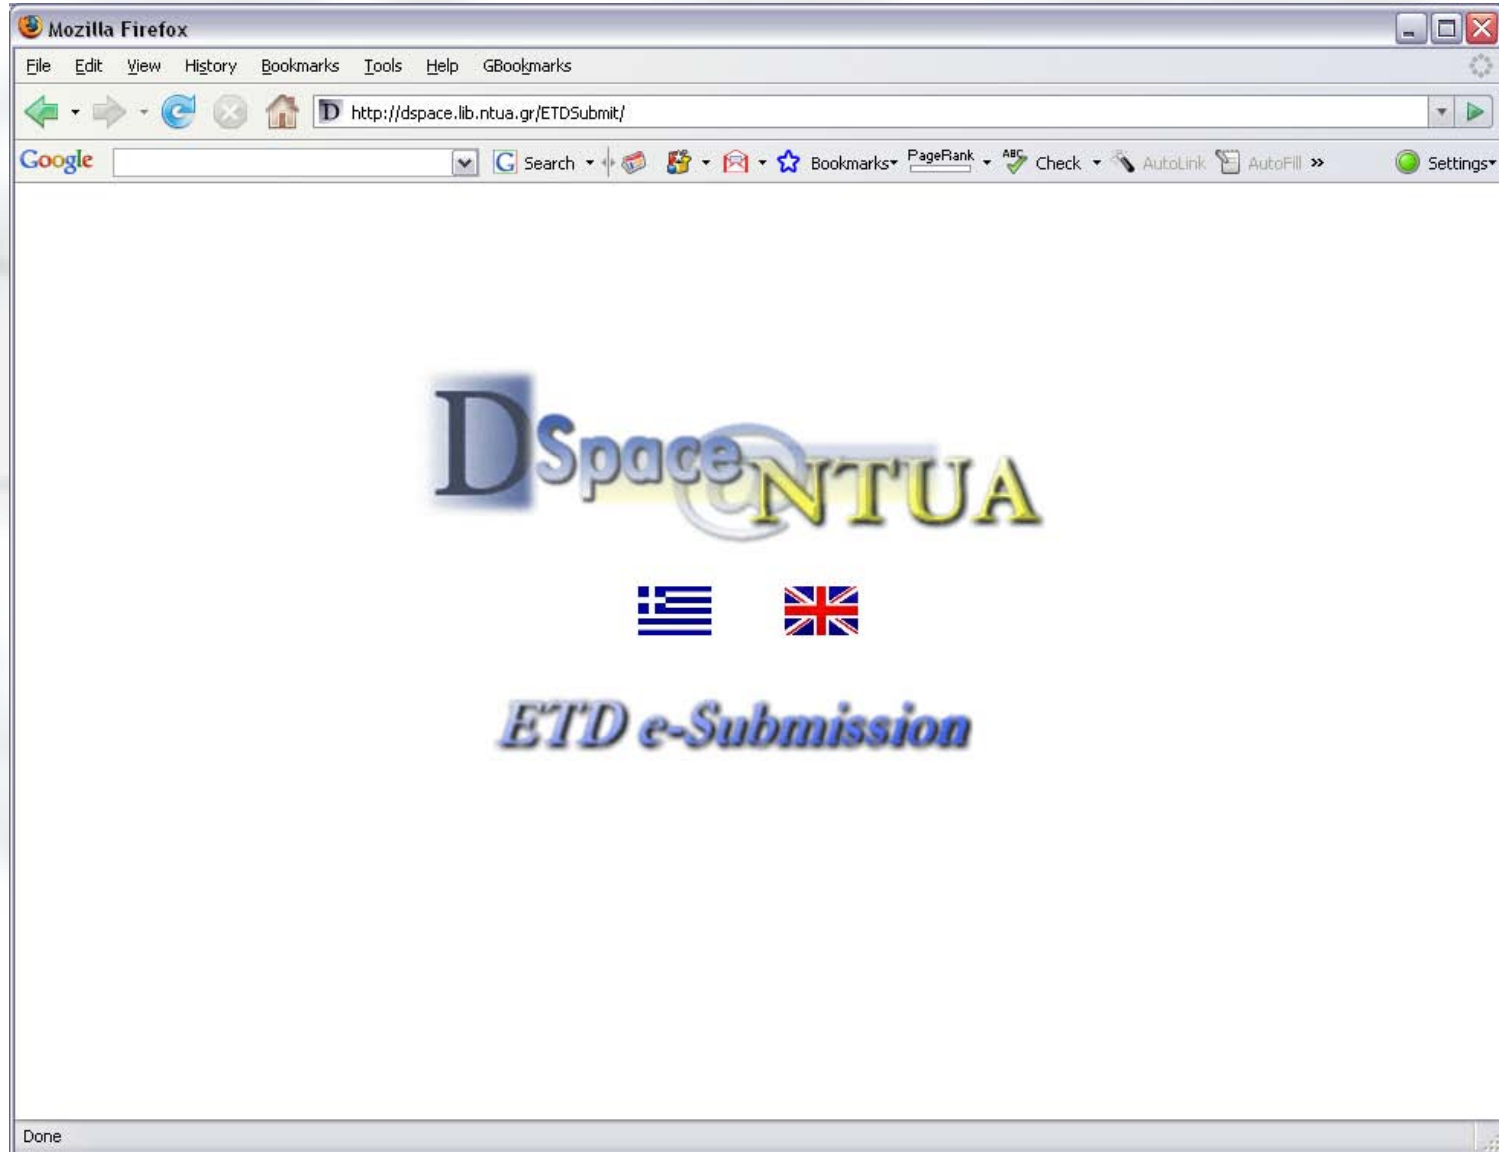 Mozilla Firefox
File Edit View History Bookmarks Tools Help GBookmarks
D http://dspace.lib.ntua.gr/ETDSubmit/
Google G Search Bookmarks PageRank ABC Check AutoLink AutoFill » Settings
DSpace@NTUA
ETD e-Submission
Done